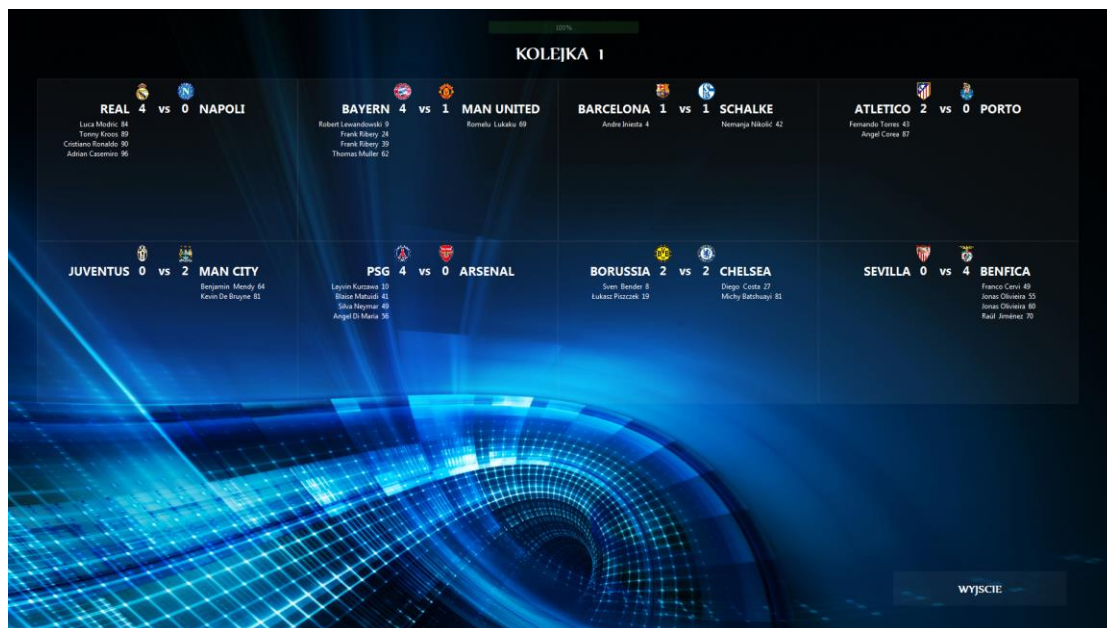 100%
KOLEJKA 1
REAL 4 vs 0 NAPOLI
Luca Modric 84
Tonny Kroos 89
Cristiano Ronaldo 90
Adrian Casemiro 96
BAYERN 4 vs 1 MAN UNITED
Robert Lewandowski 9
Frank Ribery 24
Frank Ribery 39
Thomas Muller 62
Romelu Lukaku 69
BARCELONA 1 vs 1 SCHALKE
Andre Iniesta 4
Nemanja Nikolić 42
ATLETICO 2 vs 0 PORTO
Fernando Torres 43
Angel Corea 87
JUVENTUS 0 vs 2 MAN CITY
Benjamin Mendy 64
Kevin De Bruyne 81
PSG 4 vs 0 ARSENAL
Layvin Kurzawa 10
Blaise Matuidi 41
Silva Neymar 49
Angel Di Maria 56
BORUSSIA 2 vs 2 CHELSEA
Sven Bender 8
Łukasz Piszczek 19
Diego Costa 27
Michy Batshuayi 81
SEVILLA 0 vs 4 BENFICA
Franco Cervi 49
Jonas Olivieira 55
Jonas Olivieira 60
Raúl Jiménez 70
WYJSCIE